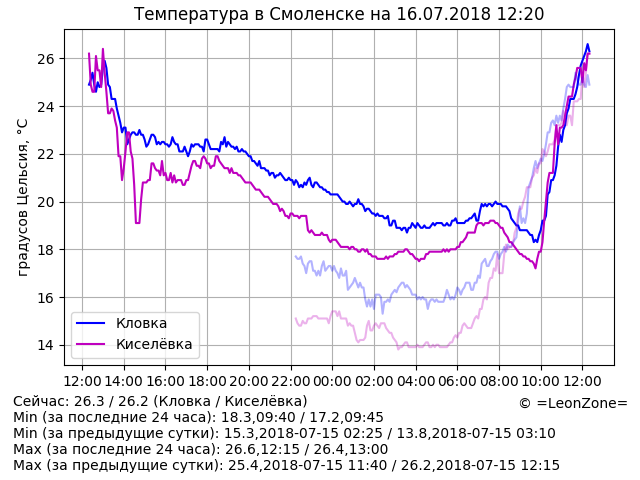 Температура в Смоленске на 16.07.2018 12:20
градусов Цельсия, °C
26
24
22
20
18
16
14
Кловка
Киселёвка
12:00 14:00 16:00 18:00 20:00 22:00 00:00 02:00 04:00 06:00 08:00 10:00 12:00
Сейчас: 26.3 / 26.2 (Кловка / Киселёвка)
© =LeonZone=
Min (за последние 24 часа): 18.3,09:40 / 17.2,09:45
Min (за предыдущие сутки): 15.3,2018-07-15 02:25 / 13.8,2018-07-15 03:10
Max (за последние 24 часа): 26.6,12:15 / 26.4,13:00
Max (за предыдущие сутки): 25.4,2018-07-15 11:40 / 26.2,2018-07-15 12:15